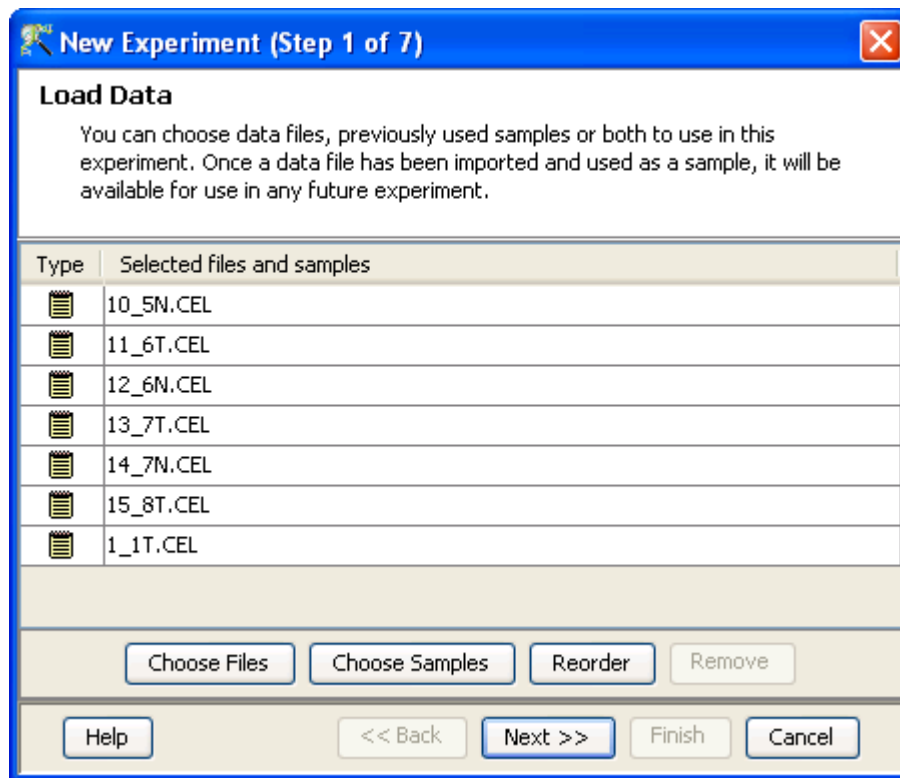 New Experiment (Step 1 of 7)
Load Data
You can choose data files, previously used samples or both to use in this
experiment. Once a data file has been imported and used as a sample, it will be
available for use in any future experiment.
Type Selected files and samples
10_5N.CEL
11_6T.CEL
12_6N.CEL
13_7T.CEL
14_7N.CEL
15_8T.CEL
1_1T.CEL
Choose Files Choose Samples Reorder Remove
Help << Back Next >> Finish Cancel